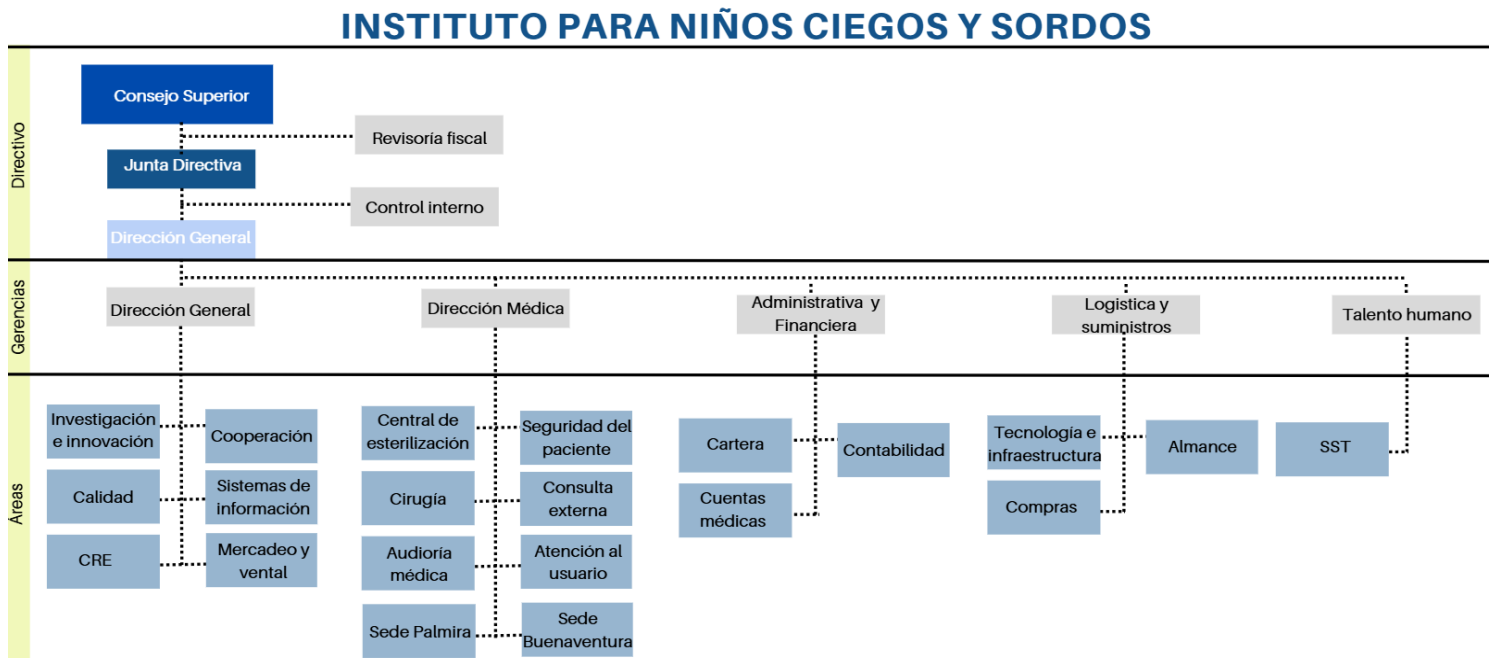 INSTITUTO PARA NIÑOS CIEGOS Y SORDOS
Directivo
Consejo Superior
Revisoría fiscal
Junta Directiva
Control interno
Dirección General
Gerencias
Dirección General
Dirección Médica
Administrativa y
Financiera
Logística y
suministros
Talento humano
Áreas
Investigación
e innovación
Cooperación
Calidad
Sistemas de
información
CRE
Mercadeo y
vental
Central de
esterilización
Seguridad del
paciente
Cirugía
Consulta
externa
Audioría
médica
Atención al
usuario
Sede Palmira
Sede
Buenaventura
Cartera
Contabilidad
Cuentas
médicas
Tecnología e
infraestructura
Almance
Compras
SST